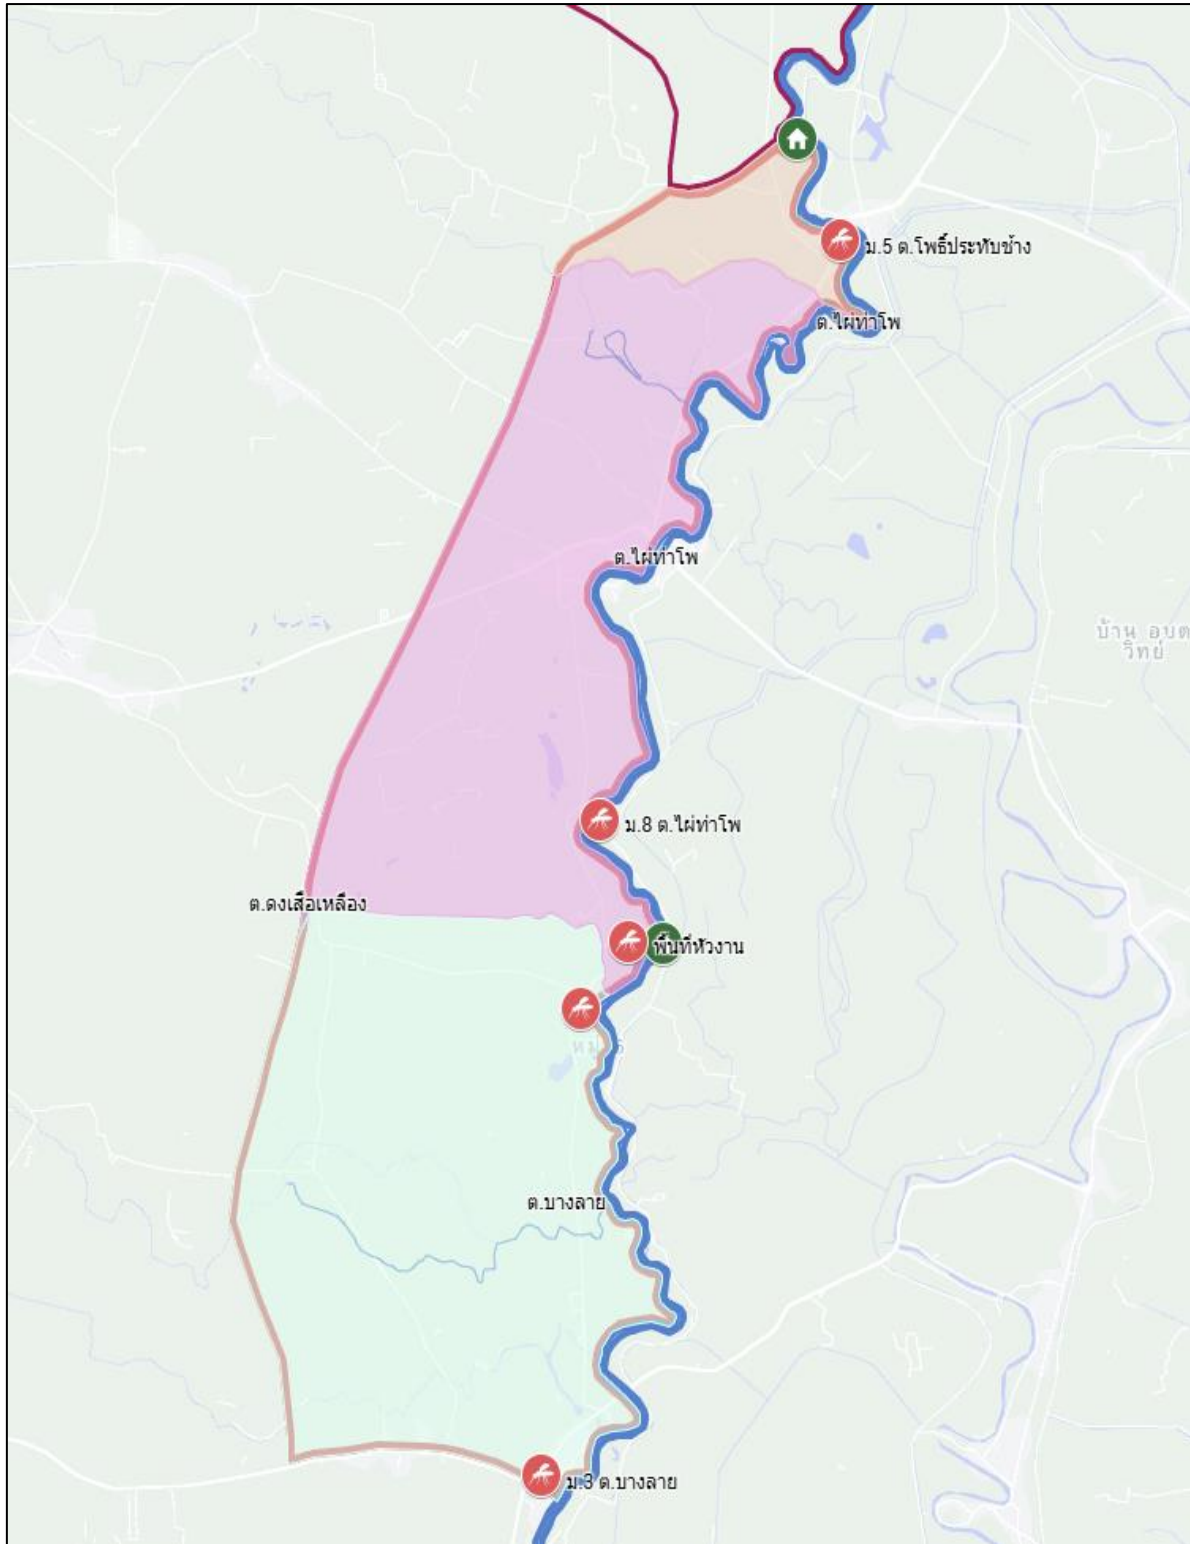 ม.5 ต.โพธิ์ประทับช้าง
ต.ไผ่ท่าโพ
ต.ไผ่ท่าโพ
บ้าน อบต
วิทย์
ม.8 ต.ไผ่ท่าโพ
ต.ดงเสือเหลือง
พื้นที่หัวงาน
ต.บางลาย
ม.3 ต.บางลาย